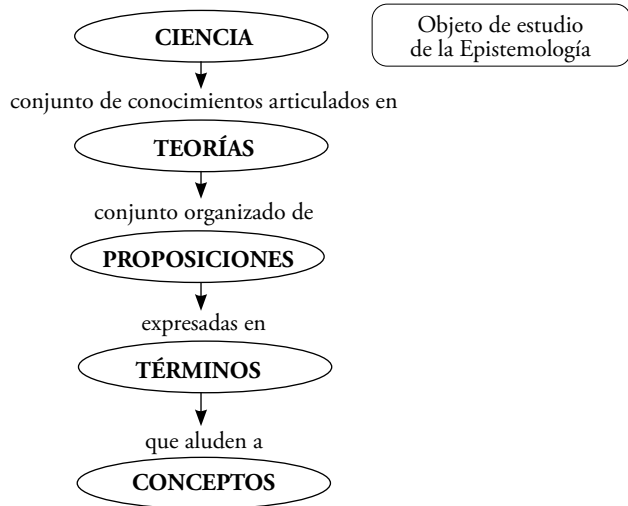 CIENCIA
Objeto de estudio
de la Epistemología
conjunto de conocimientos articulados en
TEORÍAS
conjunto organizado de
PROPOSICIONES
expresadas en
TÉRMINOS
que aluden a
CONCEPTOS